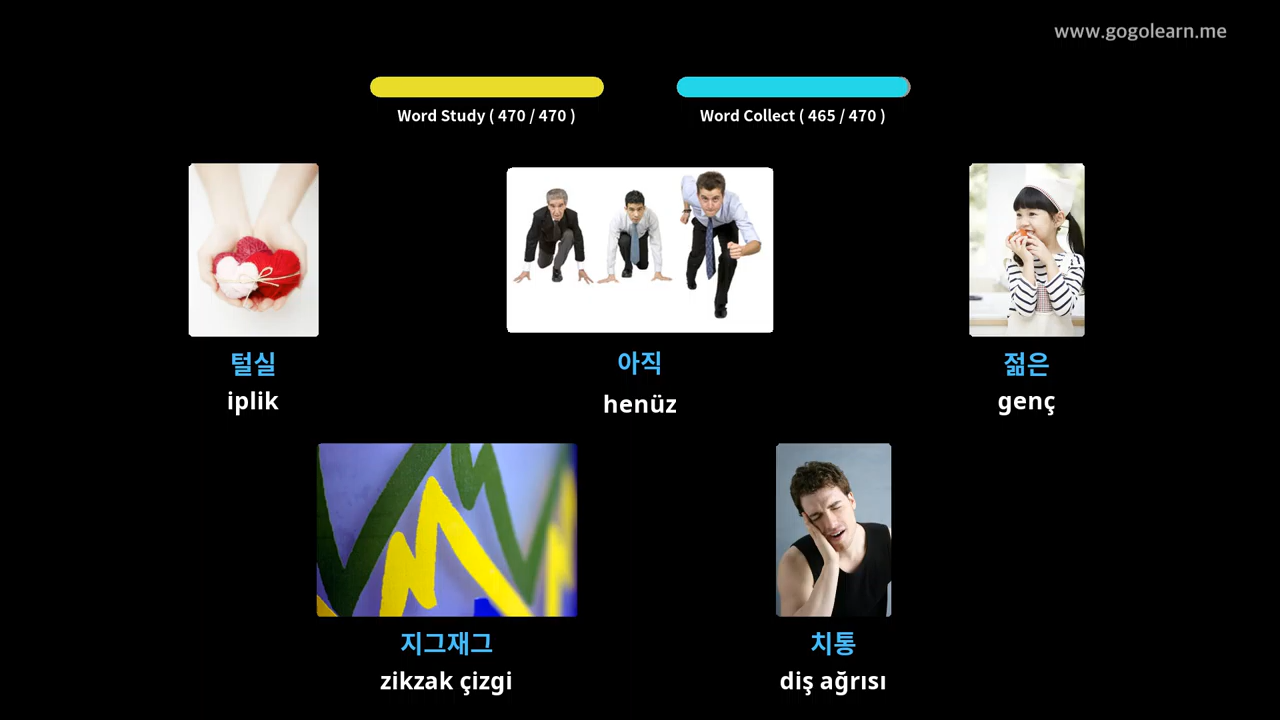 www.gogolearn.me
Word Study ( 470 / 470 )
Word Collect ( 465 / 470 )
털실
iplik
아직
henüz
젊은
genç
지그재그
zikzak çizgi
치통
diş ağrısı